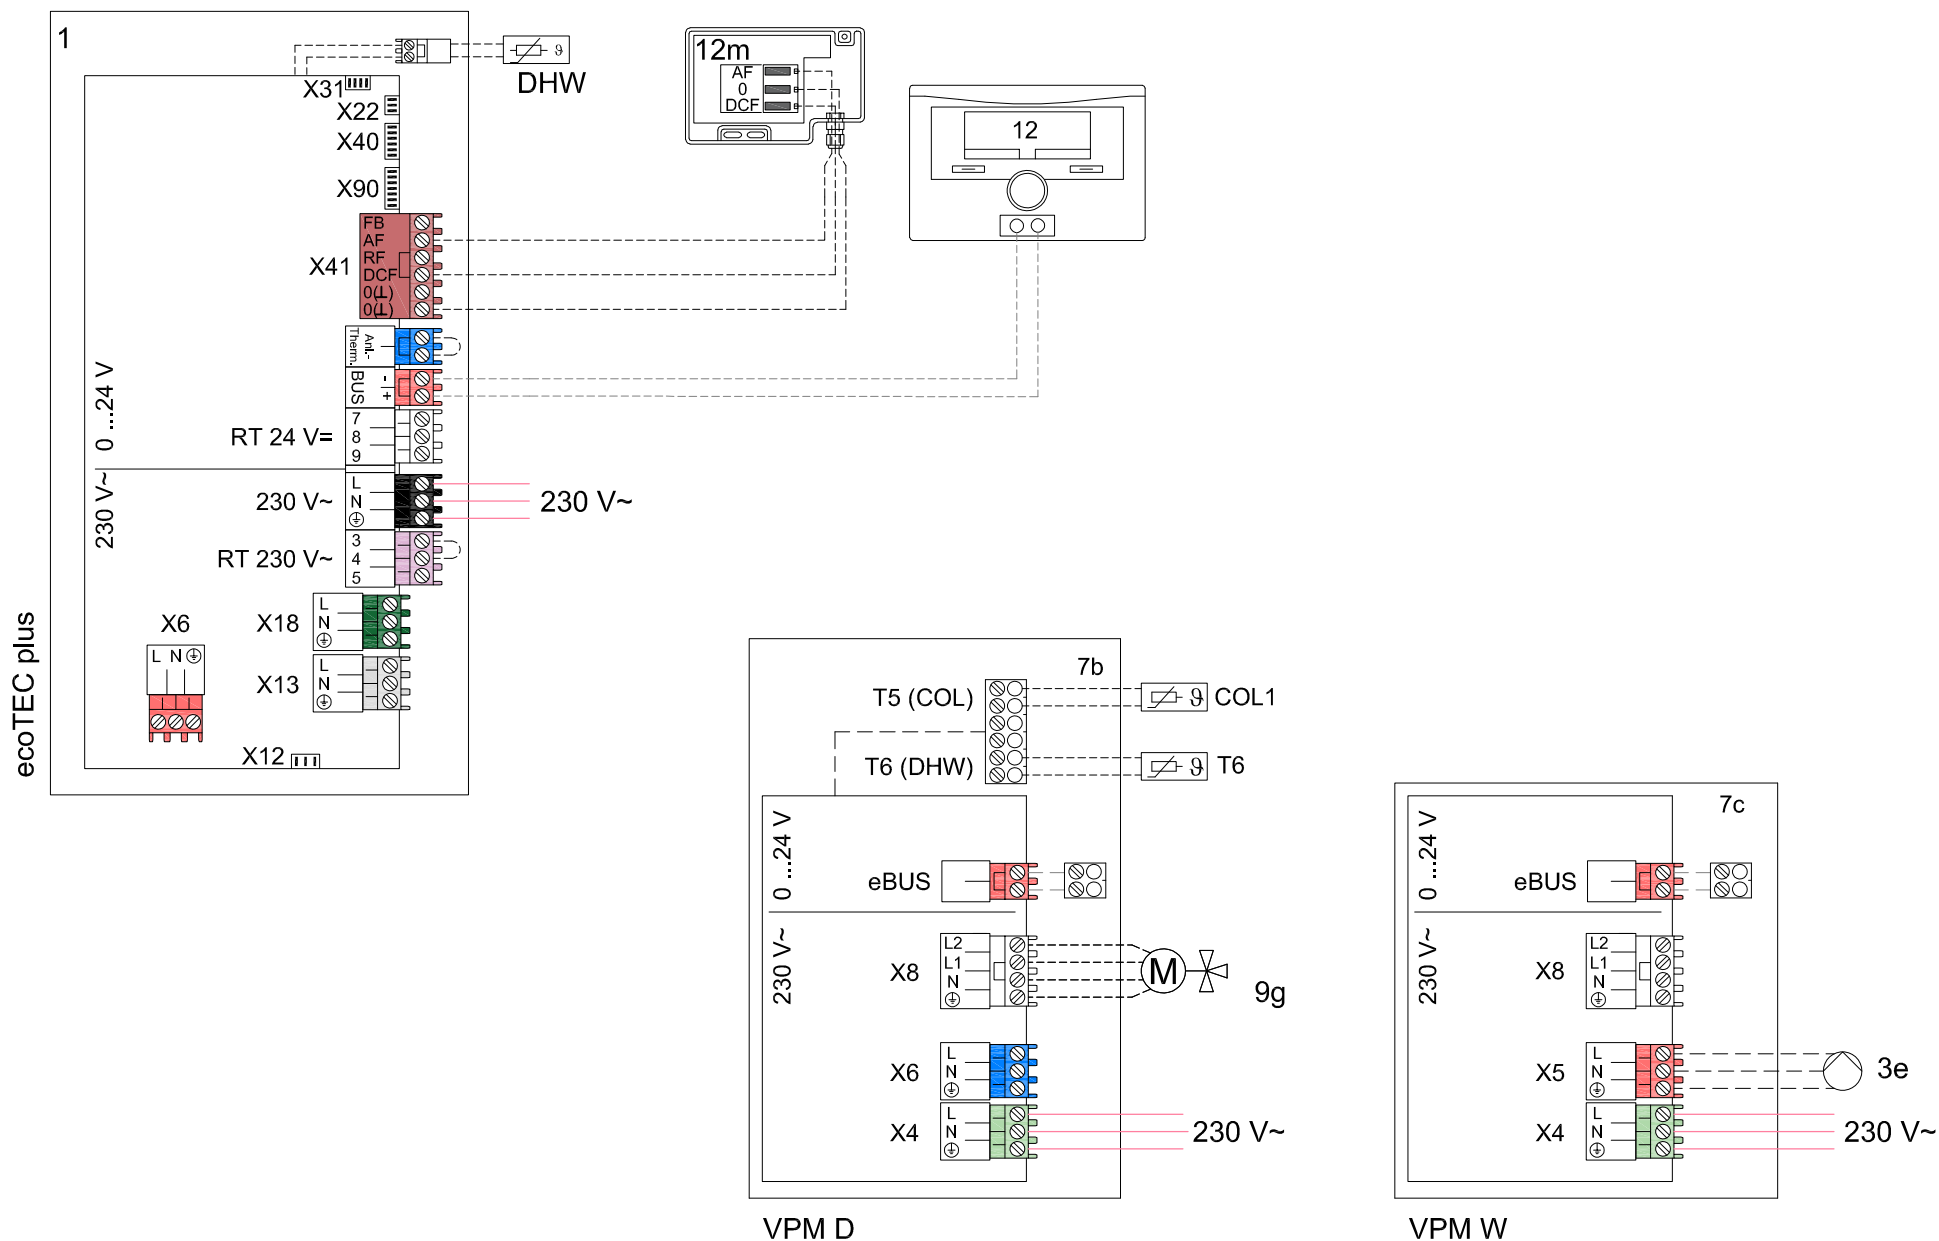 1
DHW
X31
X22
X40
X90
FB
AF
RF
DCF
0(⊥)
0(⊥)
X41
Anl.-
Therm.
BUS
-
+
7
8
9
RT 24 V=
0 ...24 V
230 V~
L
N
230 V~
230 V~
3
4
5
RT 230 V~
X18
L
N
X13
L
N
X6
L N
X12
ecoTEC plus
12m
AF
0
DCF
12
7b
T5 (COL)
COL1
T6 (DHW)
T6
ϑ
ϑ
ϑ
0 ...24 V
230 V~
eBUS
X8
L2
L1
N
M
9g
X6
L
N
X4
L
N
230 V~
VPM D
7c
0 ...24 V
230 V~
eBUS
X8
L2
L1
N
X5
L
N
3e
X4
L
N
230 V~
VPM W